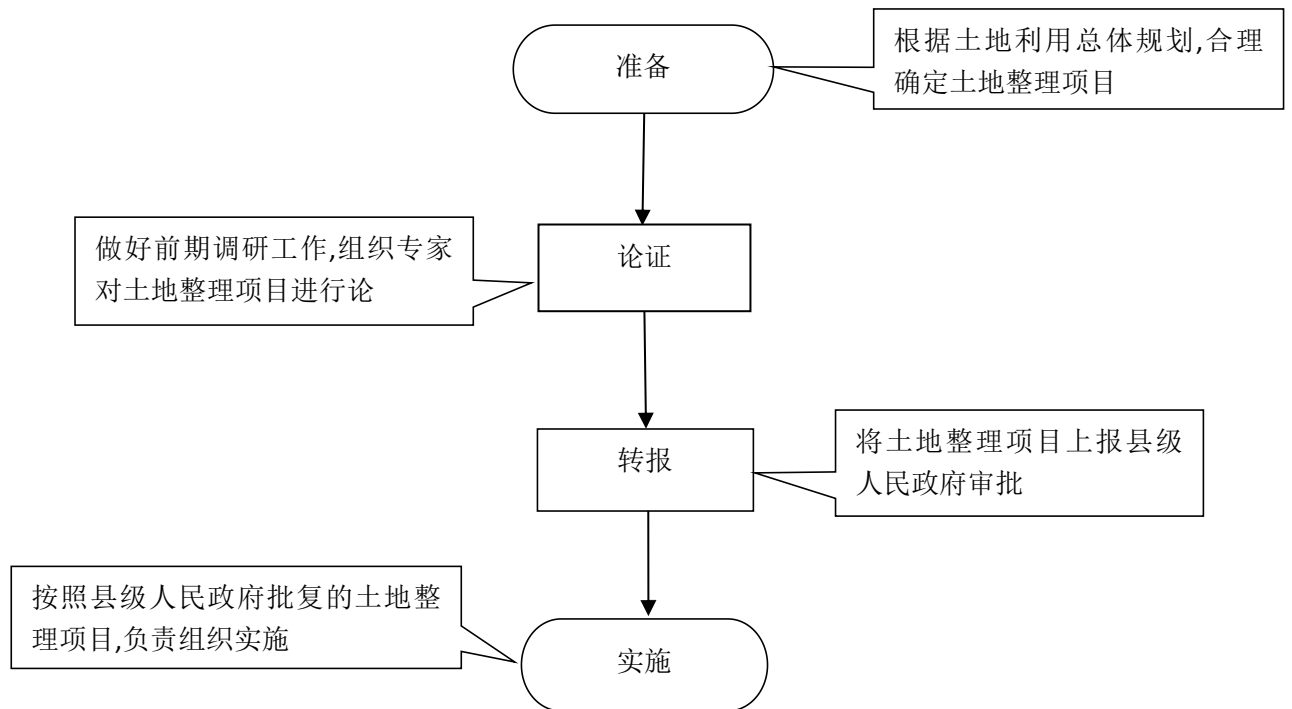 准备
根据土地利用总体规划,合理
确定土地整理项目
论证
做好前期调研工作,组织专家
对土地整理项目进行论
转报
将土地整理项目上报县级
人民政府审批
按照县级人民政府批复的土地整
理项目,负责组织实施
实施